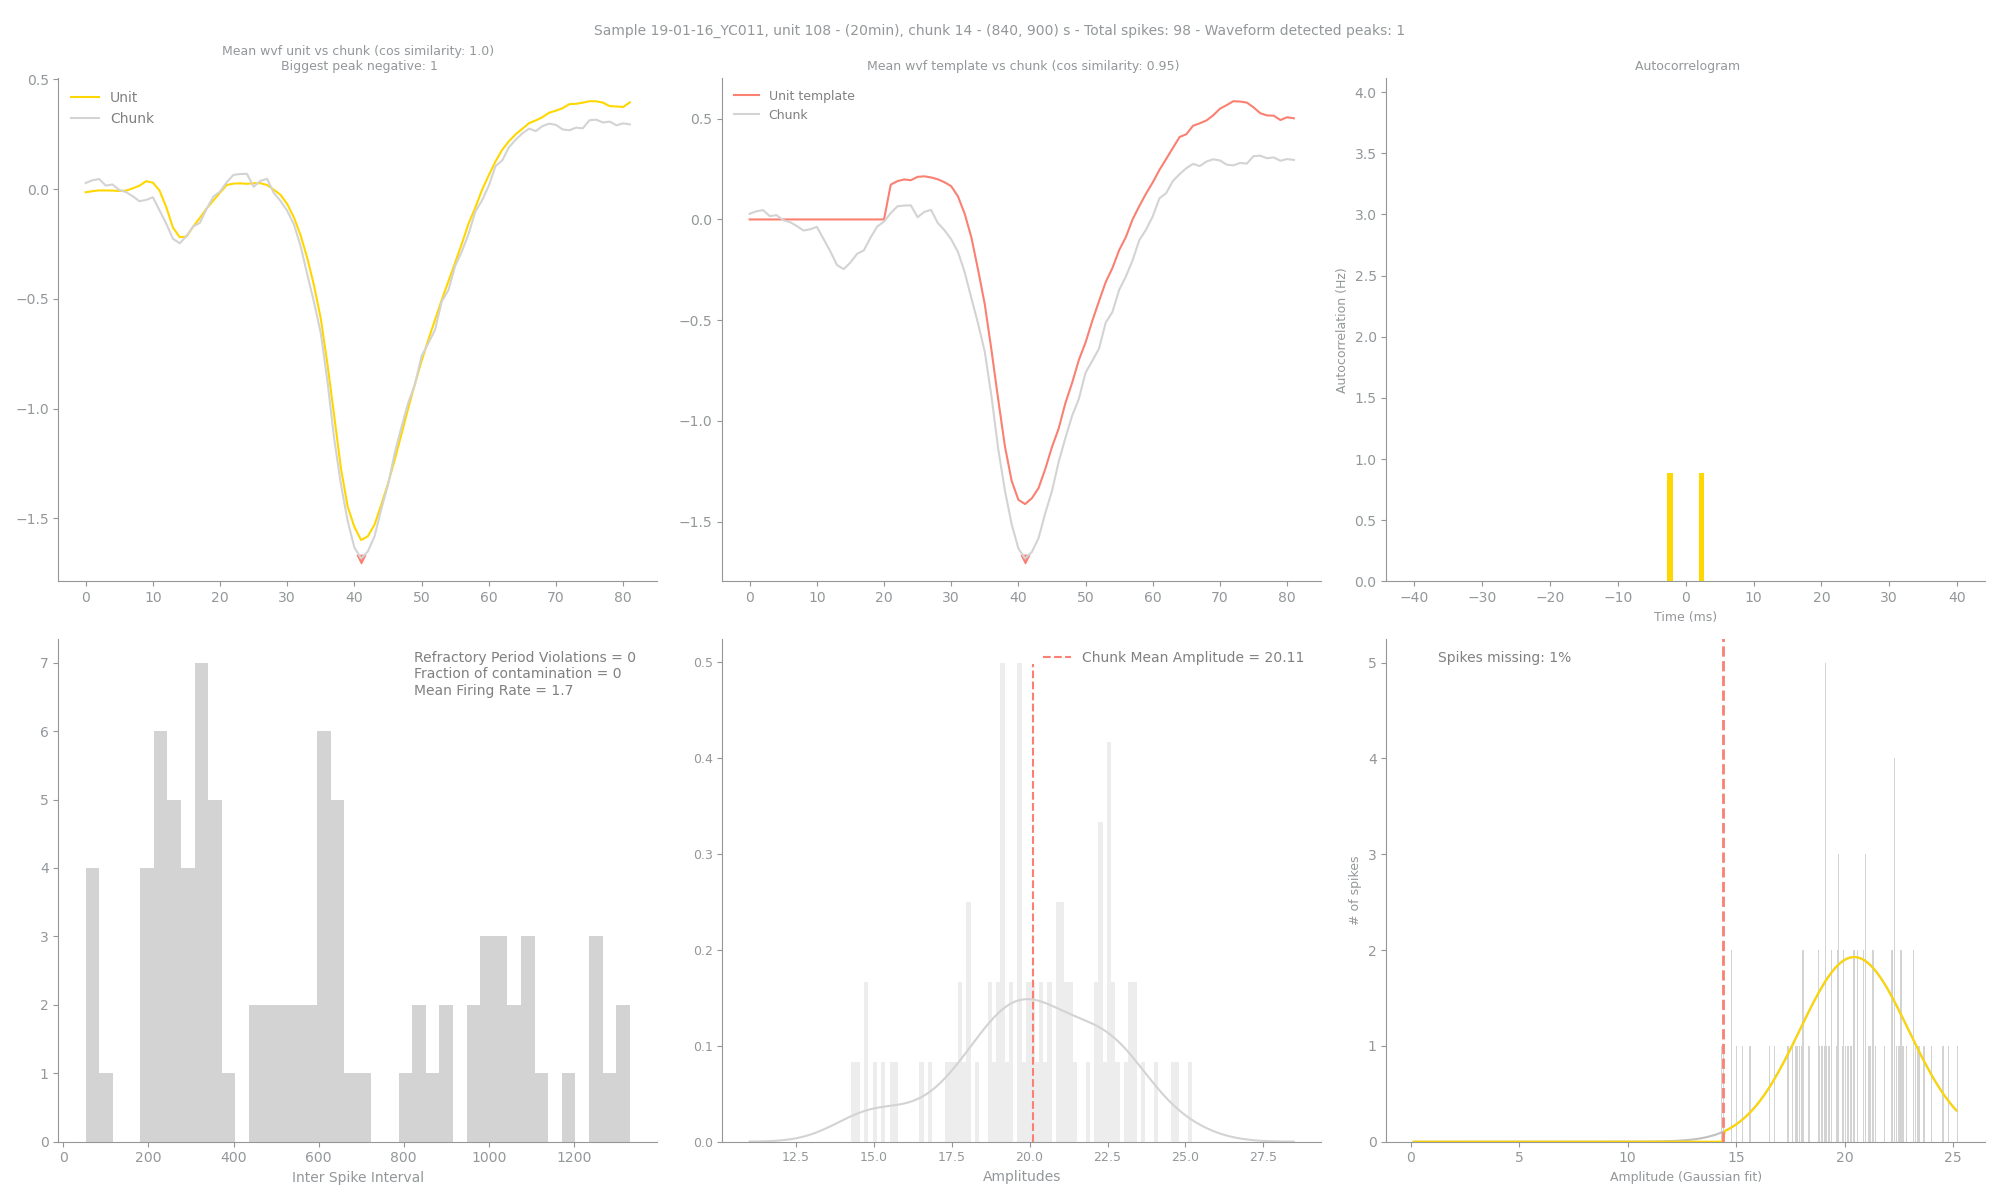 Sample 19-01-16_YC011, unit 108 - (20min), chunk 14 - (840, 900) s - Total spikes: 98 - Waveform detected peaks: 1
Mean wvf unit vs chunk (cos similarity: 1.0)
Biggest peak negative: 1
Unit
Chunk
0.5
0.0
−0.5
−1.0
−1.5
0 10 20 30 40 50 60 70 80
Mean wvf template vs chunk (cos similarity: 0.95)
Unit template
Chunk
0.5
0.0
−0.5
−1.0
−1.5
0 10 20 30 40 50 60 70 80
Autocorrelogram
Autocorrelation (Hz)
4.0
3.5
3.0
2.5
2.0
1.5
1.0
0.5
0.0
−40 −30 −20 −10 0 10 20 30 40
Time (ms)
Refractory Period Violations = 0
Fraction of contamination = 0
Mean Firing Rate = 1.7
7
6
5
4
3
2
1
0
0 200 400 600 800 1000 1200
Inter Spike Interval
Chunk Mean Amplitude = 20.11
0.5
0.4
0.3
0.2
0.1
0.0
12.5 15.0 17.5 20.0 22.5 25.0 27.5
Amplitudes
Spikes missing: 1%
# of spikes
5
4
3
2
1
0
0 5 10 15 20 25
Amplitude (Gaussian fit)